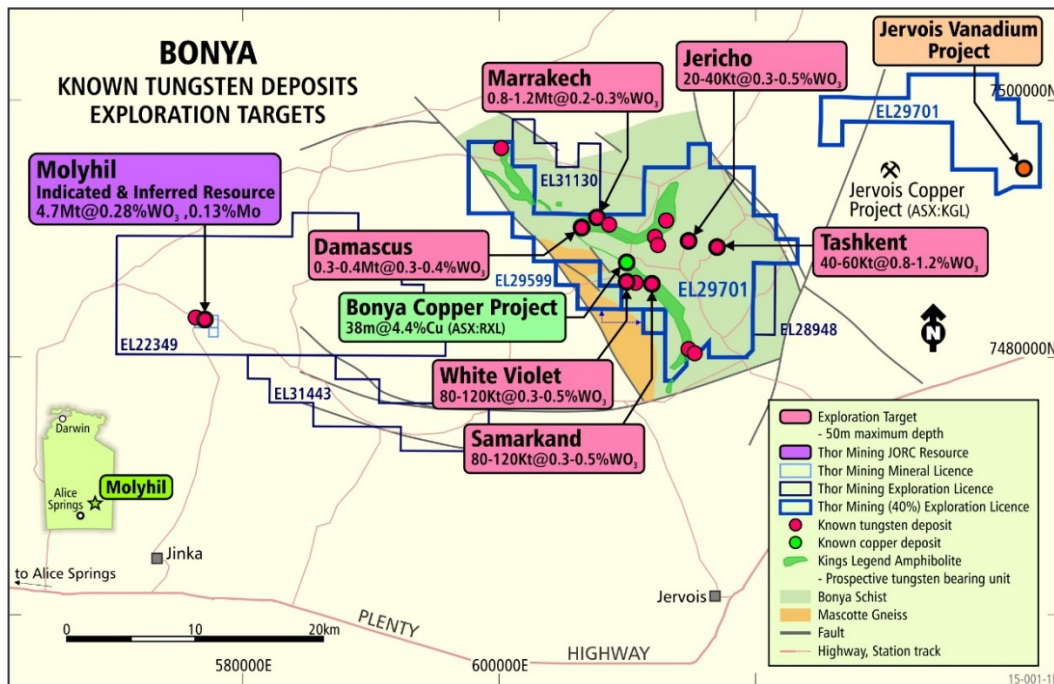 BONYA
KNOWN TUNGSTEN DEPOSITS
EXPLORATION TARGETS
Marrakech
0.8-1.2Mt@0.2-0.3%WO₃
Jericho
20-40Kt@0.3-0.5%WO₃
Jervois Vanadium
Project
7500000N
EL29701
EL31130
Jervois Copper
Project (ASX:KGL)
Molyhil
Indicated & Inferred Resource
4.7Mt@0.28%WO₃ ,0.13%Mo
Damascus
0.3-0.4Mt@0.3-0.4%WO₃
Tashkent
40-60Kt@0.8-1.2%WO₃
EL29599
EL29701
Bonya Copper Project
38m@4.4%Cu (ASX:RXL)
EL28948
N
EL22349
7480000N
White Violet
80-120Kt@0.3-0.5%WO₃
EL31443
Samarkand
80-120Kt@0.3-0.5%WO₃
Darwin
Alice
Springs
Molyhil
Exploration Target
- 50m maximum depth
Thor Mining JORC Resource
Thor Mining Mineral Licence
Thor Mining Exploration Licence
Thor Mining (40%) Exploration Licence
Known tungsten deposit
Known copper deposit
Kings Legend Amphibolite
- Prospective tungsten bearing unit
Bonya Schist
Mascotte Gneiss
Fault
Highway, Station track
Jinka
to Alice Springs
Jervois
PLENTY
HIGHWAY
0 10 20km
580000E
600000E